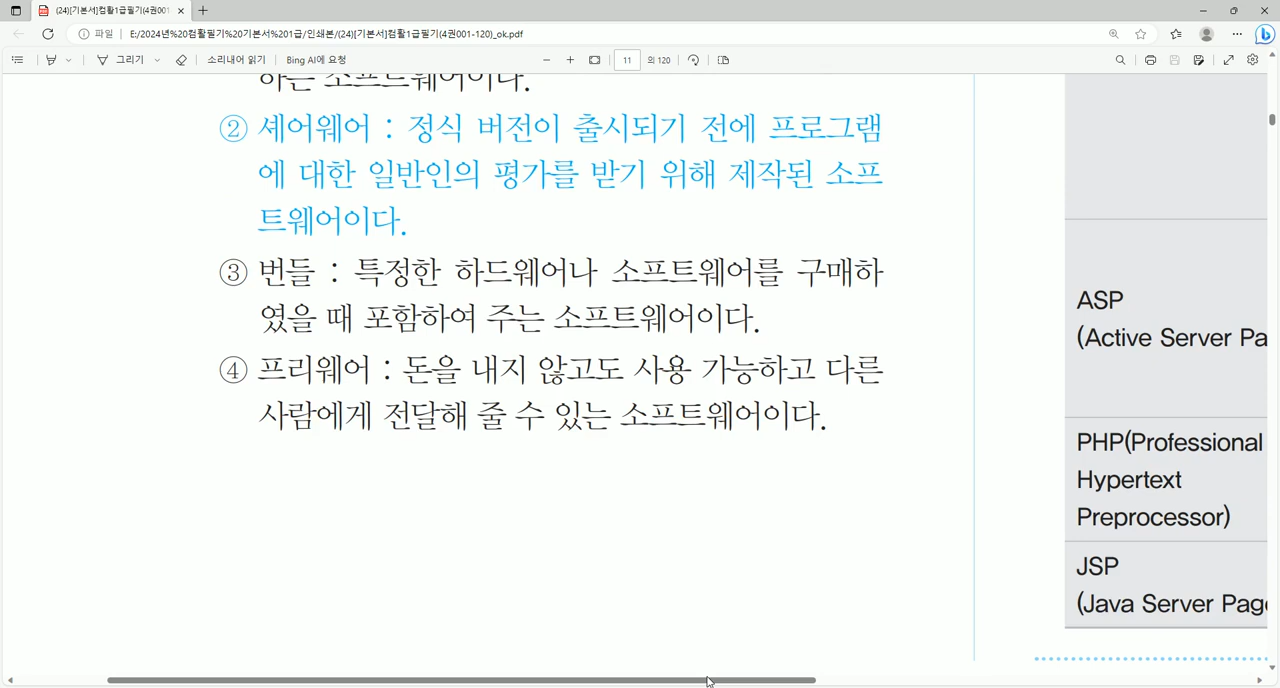 (24)[기본서]컴활1급필기(4권001
파일
E:/2024년%20컴활필기%20기본서%201급/인쇄본/(24)[기본서]컴활1급필기(4권001-120)_ok.pdf
그리기
소리내어 읽기
Bing AI에 요청
11
의 120
하는 소프트웨어이다.
② 셰어웨어 : 정식 버전이 출시되기 전에 프로그램
에 대한 일반인의 평가를 받기 위해 제작된 소프
트웨어이다.
③ 번들 : 특정한 하드웨어나 소프트웨어를 구매하
였을 때 포함하여 주는 소프트웨어이다.
④ 프리웨어 : 돈을 내지 않고도 사용 가능하고 다른
사람에게 전달해 줄 수 있는 소프트웨어이다.
ASP
(Active Server Pa
PHP(Professional
Hypertext
Preprocessor)
JSP
(Java Server Page